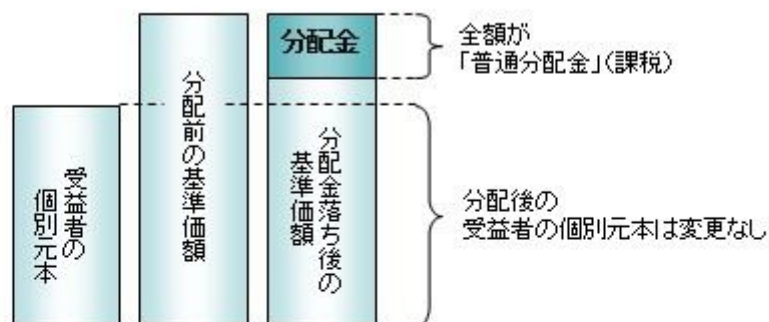 受益者の
個別元本
分配前の基準価額
分配金
分配金落ち後の
基準価額
全額が
「普通分配金」(課税)
分配後の
受益者の個別元本は変更なし